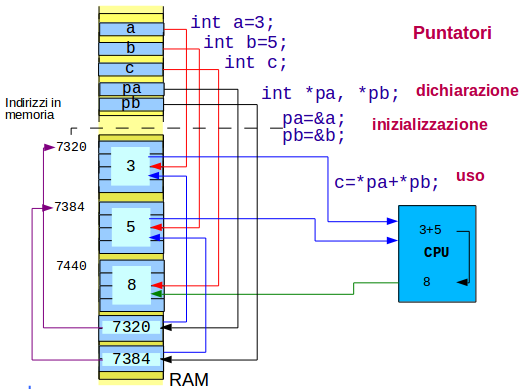 a
int a=3;
b
int b=5;
c
int c;
Puntatori
pa
pb
int *pa, *pb;
dichiarazione
Indirizzi in
memoria
pa=&a;
pb=&b;
inizializzazione
7320
3
c=*pa+*pb;
uso
7384
5
3+5
CPU
8
7440
8
7320
7384
RAM